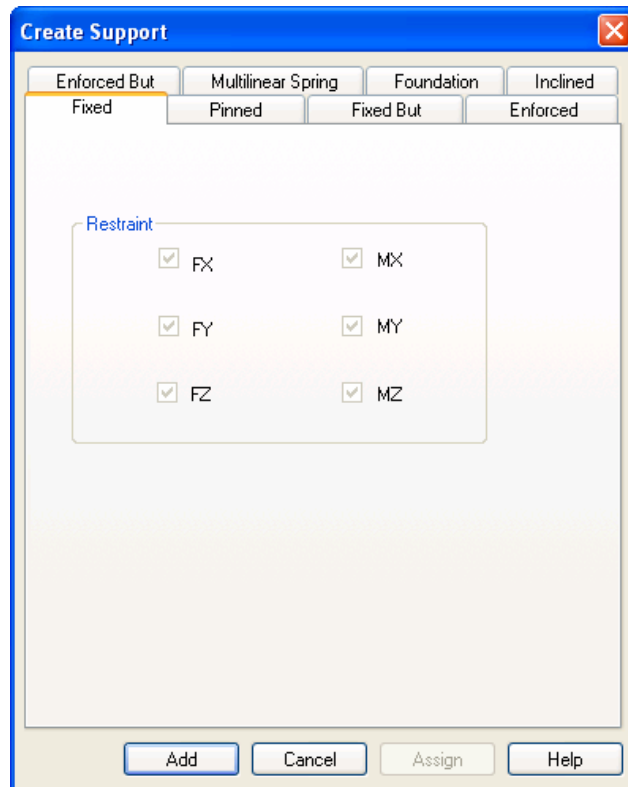 Create Support
Enforced But Multilinear Spring Foundation Inclined
Fixed Pinned Fixed But Enforced
Restraint
FX MX
FY MY
FZ MZ
Add Cancel Assign Help